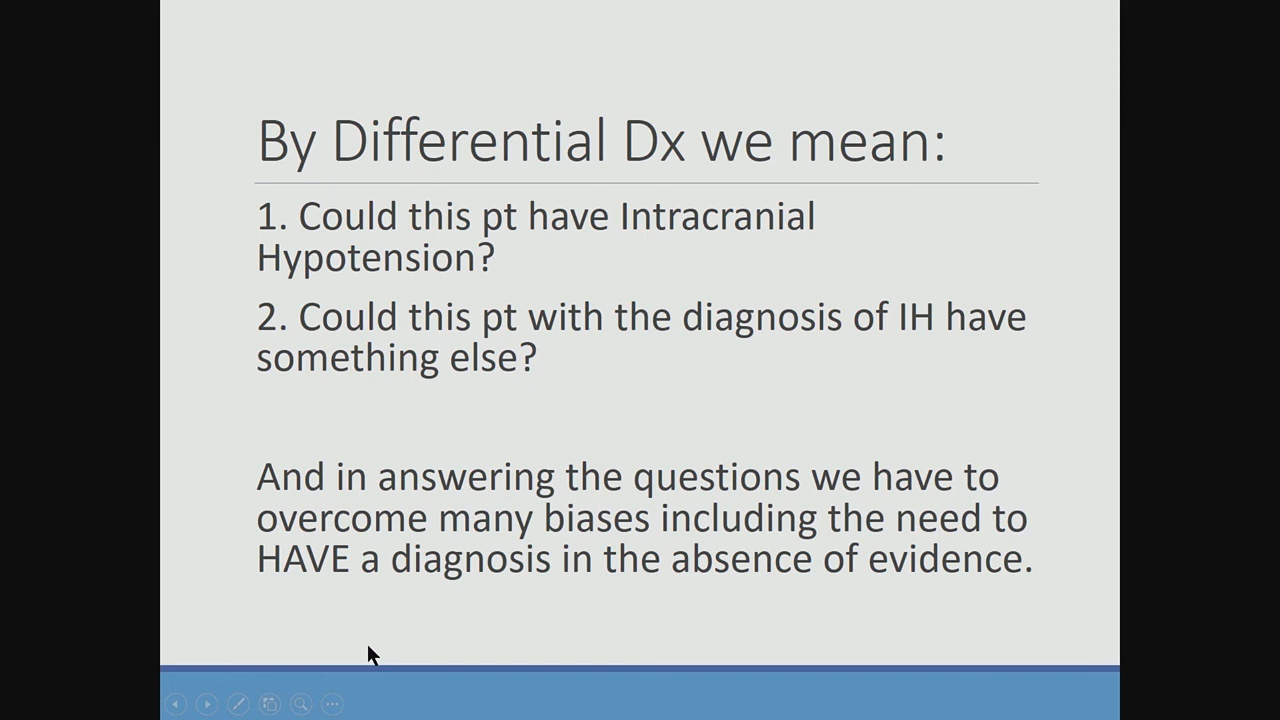 By Differential Dx we mean:
1. Could this pt have Intracranial
Hypotension?
2. Could this pt with the diagnosis of IH have
something else?
And in answering the questions we have to
overcome many biases including the need to
HAVE a diagnosis in the absence of evidence.